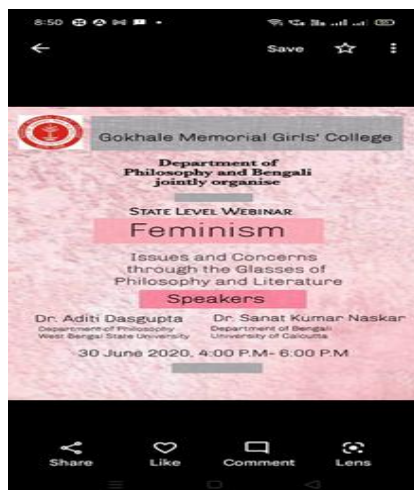 8:50
Save
Gokhale Memorial Girls' College
Department of
Philosophy and Bengali
jointly organise
STATE LEVEL WEBINAR
Feminism
Issues and Concerns
through the Glasses of
Philosophy and Literature
Speakers
Dr. Aditi Dasgupta
Department of Philosophy
West Bengal State University
Dr. Sanat Kumar Naskar
Department of Bengali
University of Calcutta
30 June 2020, 4:00 P.M- 6:00 P.M
Share
Like
Comment
Lens